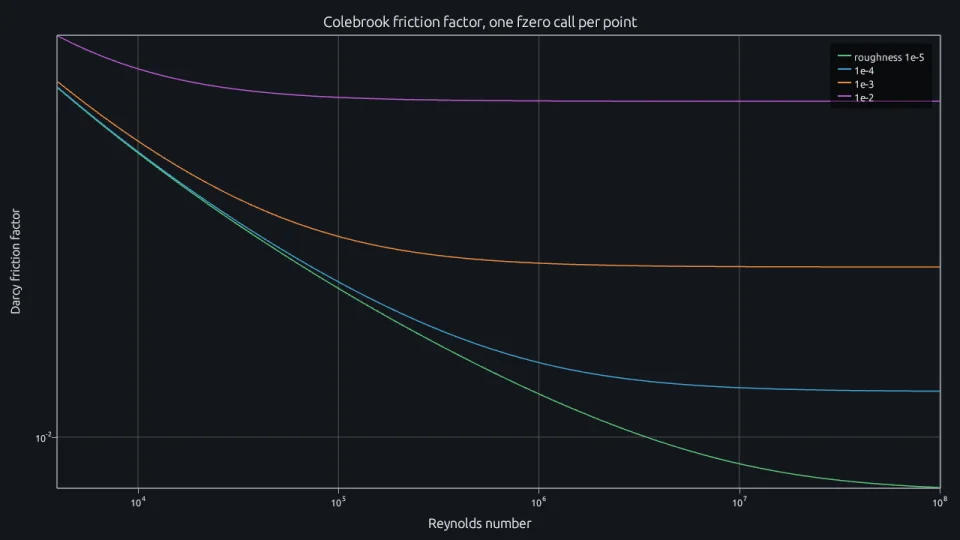 Colebrook friction factor, one fzero call per point
roughness 1e-5
1e-4
1e-3
1e-2
Darcy friction factor
10⁻²
10⁴ 10⁵ 10⁶ 10⁷ 10⁸
Reynolds number